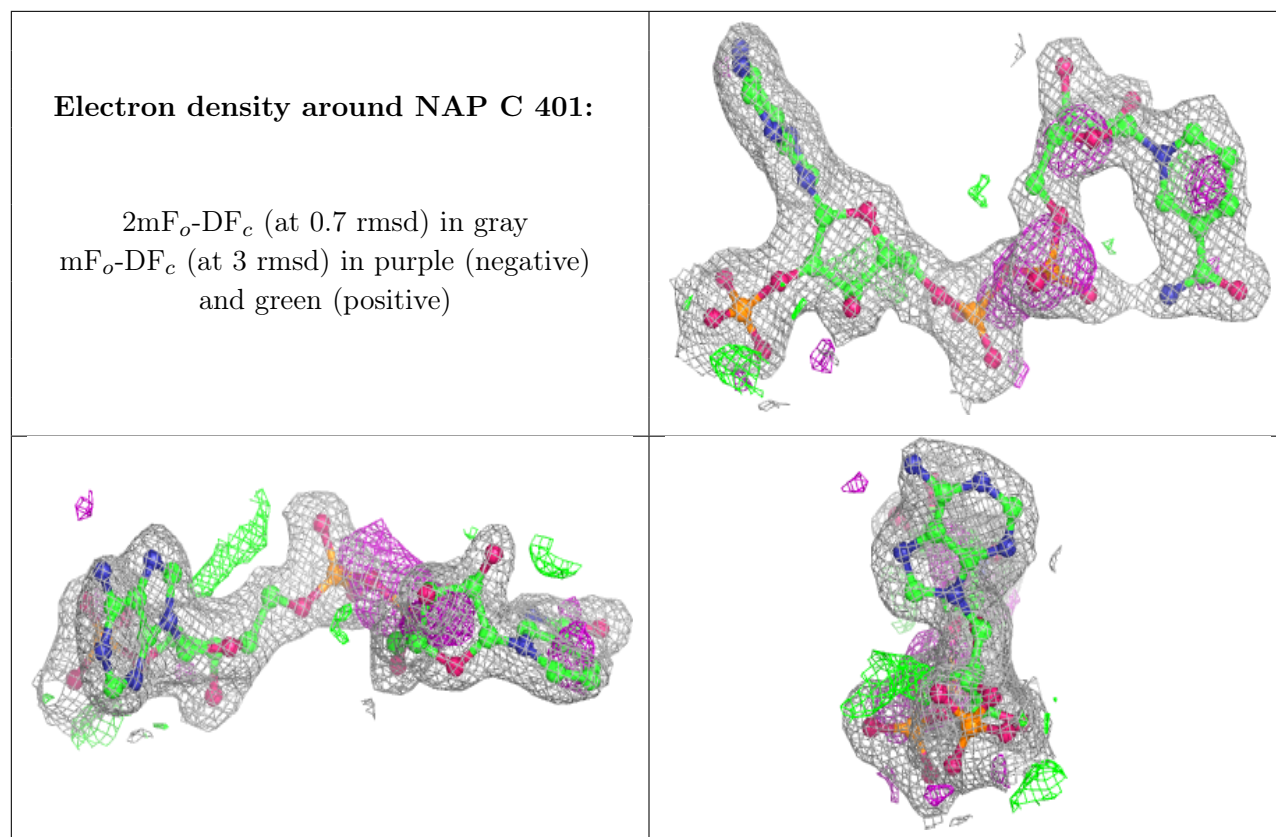 Electron density around NAP C 401:
2mFo-DFc (at 0.7 rmsd) in gray
mFo-DFc (at 3 rmsd) in purple (negative)
and green (positive)